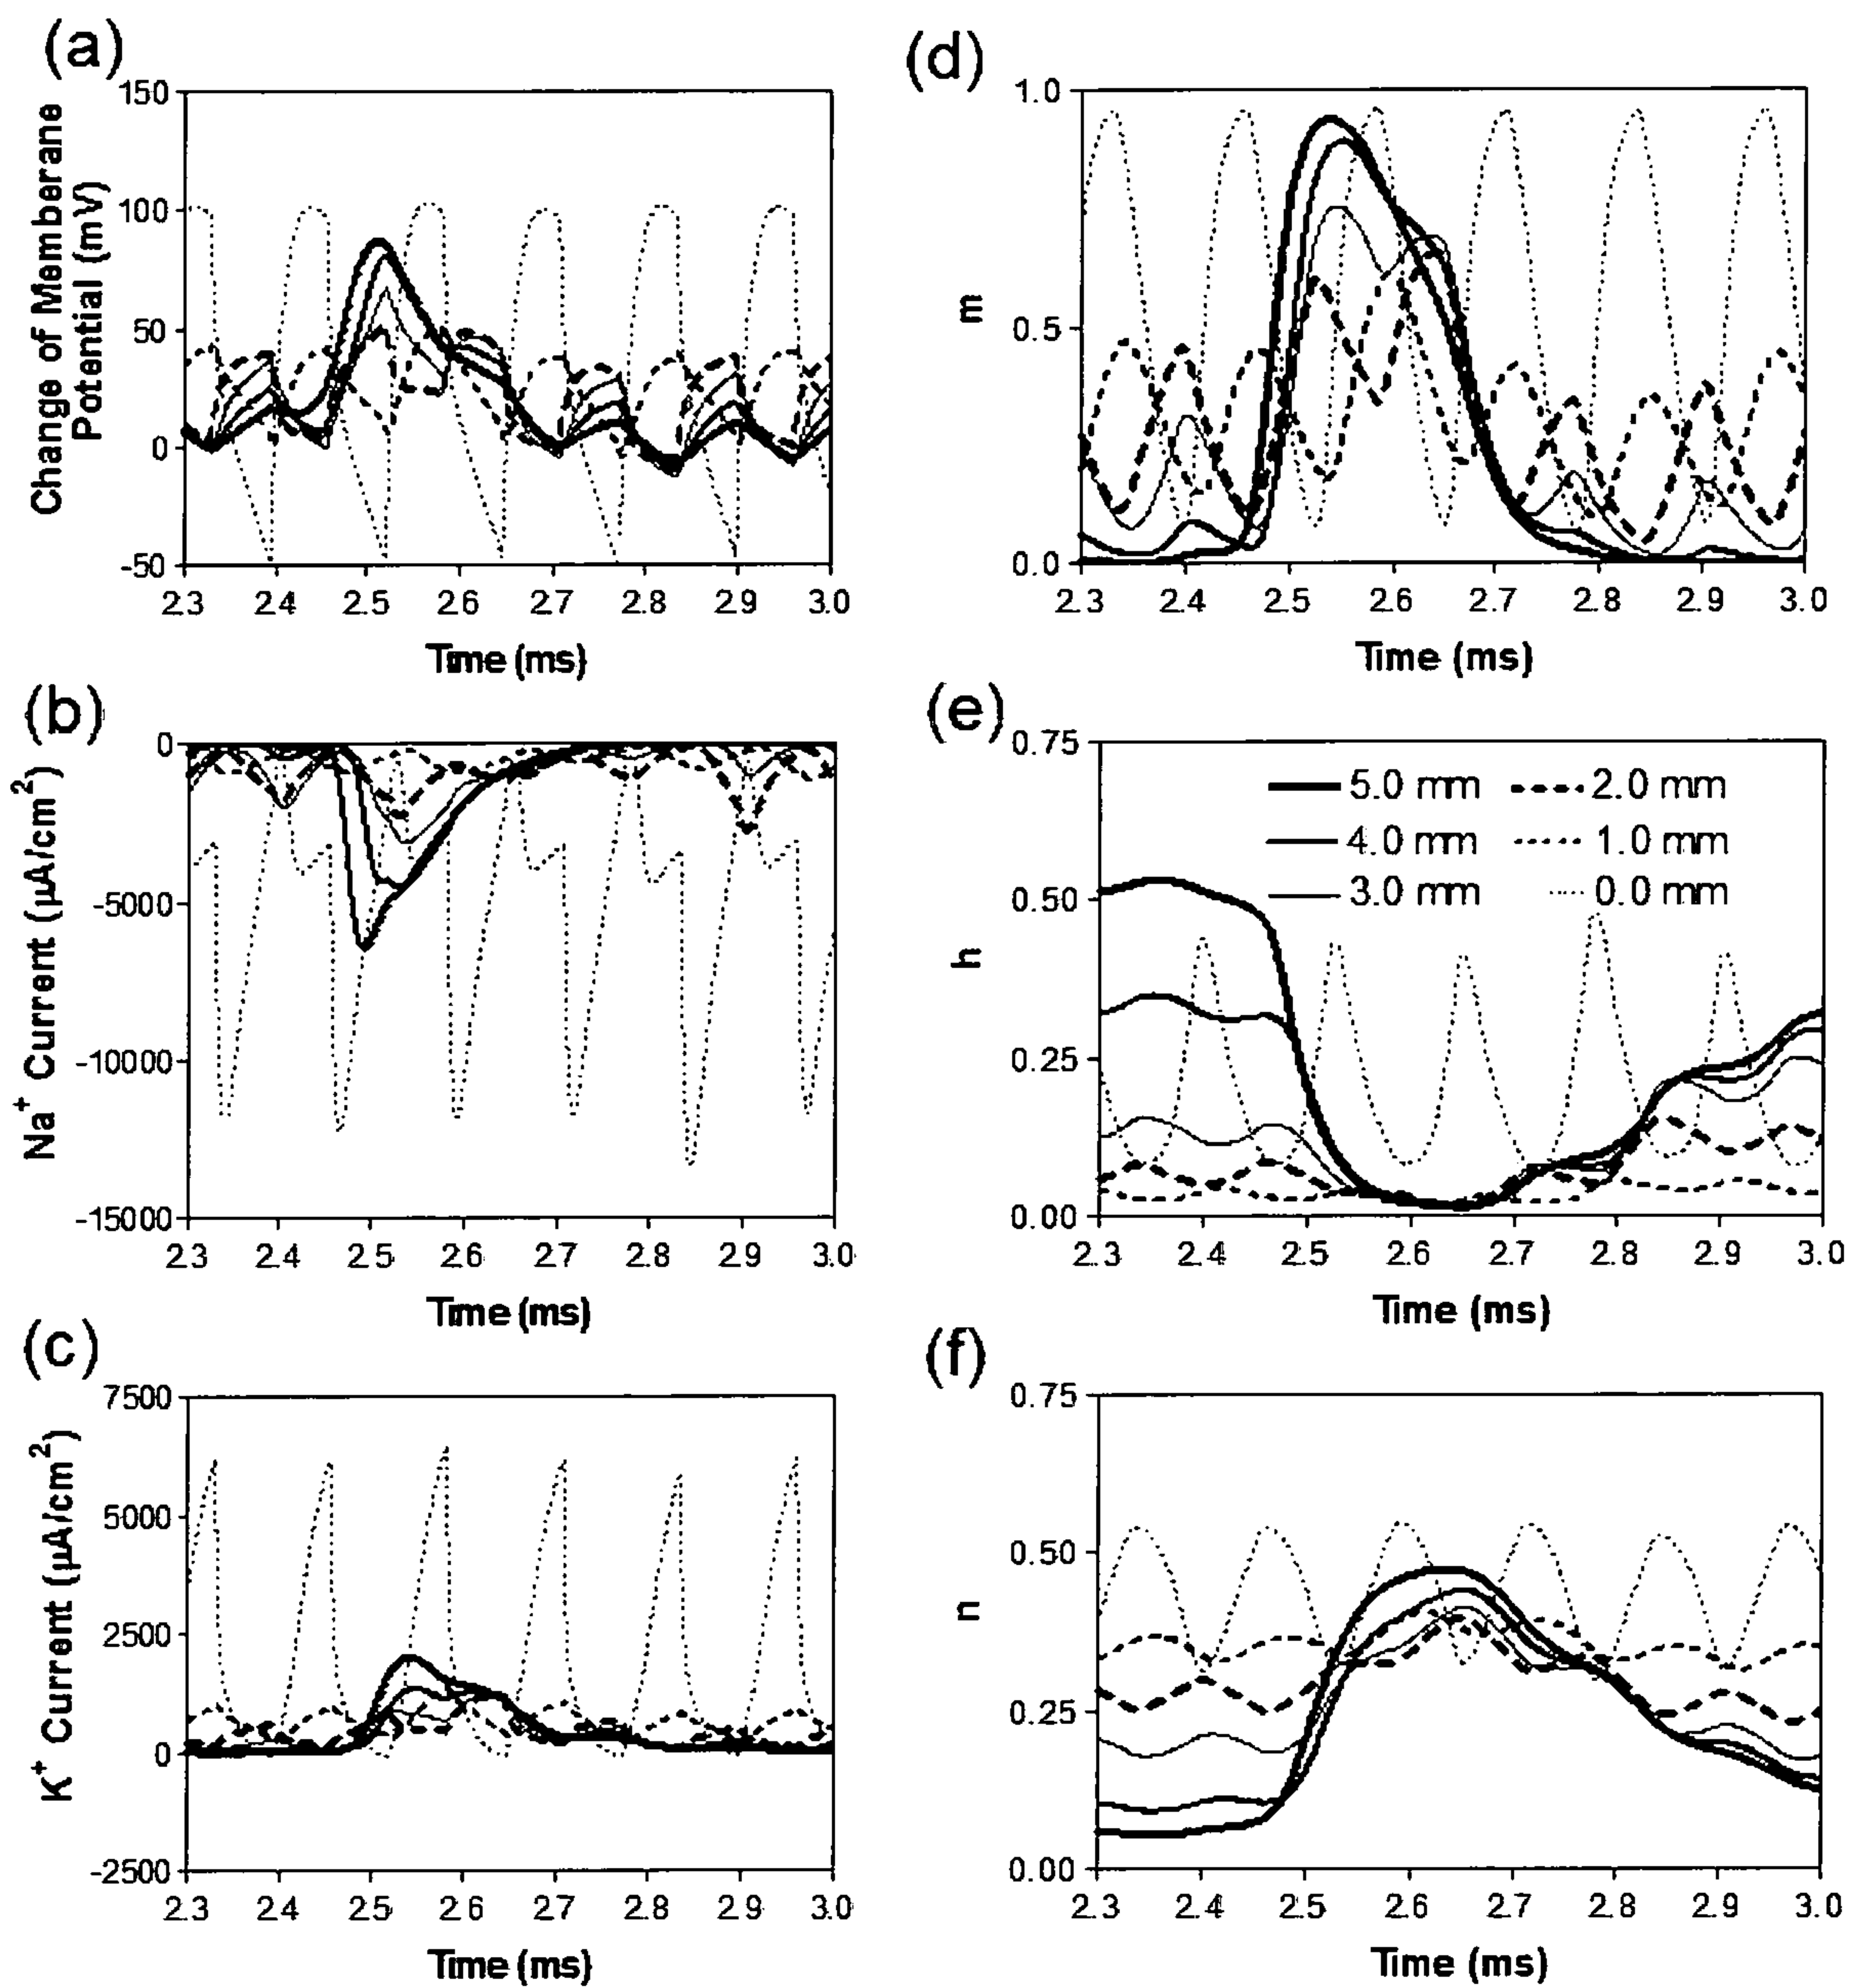 (a)
Change of Memberane
Potential (mV)
150
100
50
0
-50
2.3 2.4 2.5 2.6 2.7 2.8 2.9 3.0
Time (ms)
(b)
Na+ Current (µA/cm2)
0
-5000
-10000
-15000
2.3 2.4 2.5 2.6 2.7 2.8 2.9 3.0
Time (ms)
(c)
K+ Current (µA/cm2)
7500
5000
2500
0
-2500
2.3 2.4 2.5 2.6 2.7 2.8 2.9 3.0
Time (ms)
(d)
m
1.0
0.5
0.0
2.3 2.4 2.5 2.6 2.7 2.8 2.9 3.0
Time (ms)
(e)
h
0.75
0.50
0.25
0.00
5.0 mm 2.0 mm
4.0 mm 1.0 mm
3.0 mm 0.0 mm
2.3 2.4 2.5 2.6 2.7 2.8 2.9 3.0
Time (ms)
(f)
n
0.75
0.50
0.25
0.00
2.3 2.4 2.5 2.6 2.7 2.8 2.9 3.0
Time (ms)